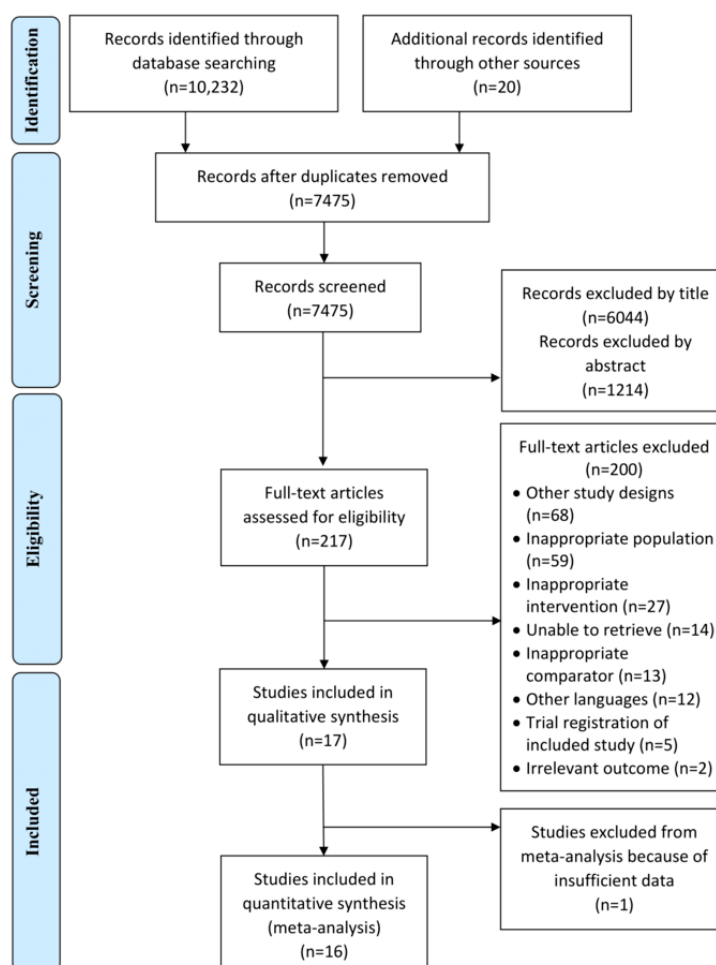 Identification
Records identified through
database searching
(n=10,232)
Additional records identified
through other sources
(n=20)
Screening
Records after duplicates removed
(n=7475)
Records screened
(n=7475)
Records excluded by title
(n=6044)
Records excluded by
abstract
(n=1214)
Eligibility
Full-text articles
assessed for eligibility
(n=217)
Full-text articles excluded
(n=200)
● Other study designs
(n=68)
● Inappropriate population
(n=59)
● Inappropriate
intervention (n=27)
● Unable to retrieve (n=14)
● Inappropriate
comparator (n=13)
● Other languages (n=12)
● Trial registration of
included study (n=5)
● Irrelevant outcome (n=2)
Included
Studies included in
qualitative synthesis
(n=17)
Studies excluded from
meta-analysis because of
insufficient data
(n=1)
Studies included in
quantitative synthesis
(meta-analysis)
(n=16)